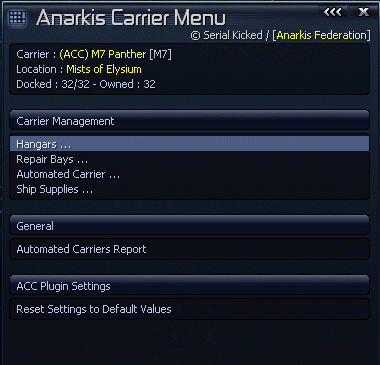 Anarkis Carrier Menu
© Serial Kicked / [Anarkis Federation]
Carrier : (ACC) M7 Panther [M7]
Location : Mists of Elysium
Docked : 32/32 - Owned : 32
Carrier Management
Hangars ...
Repair Bays ...
Automated Carrier ...
Ship Supplies ...
General
Automated Carriers Report
ACC Plugin Settings
Reset Settings to Default Values